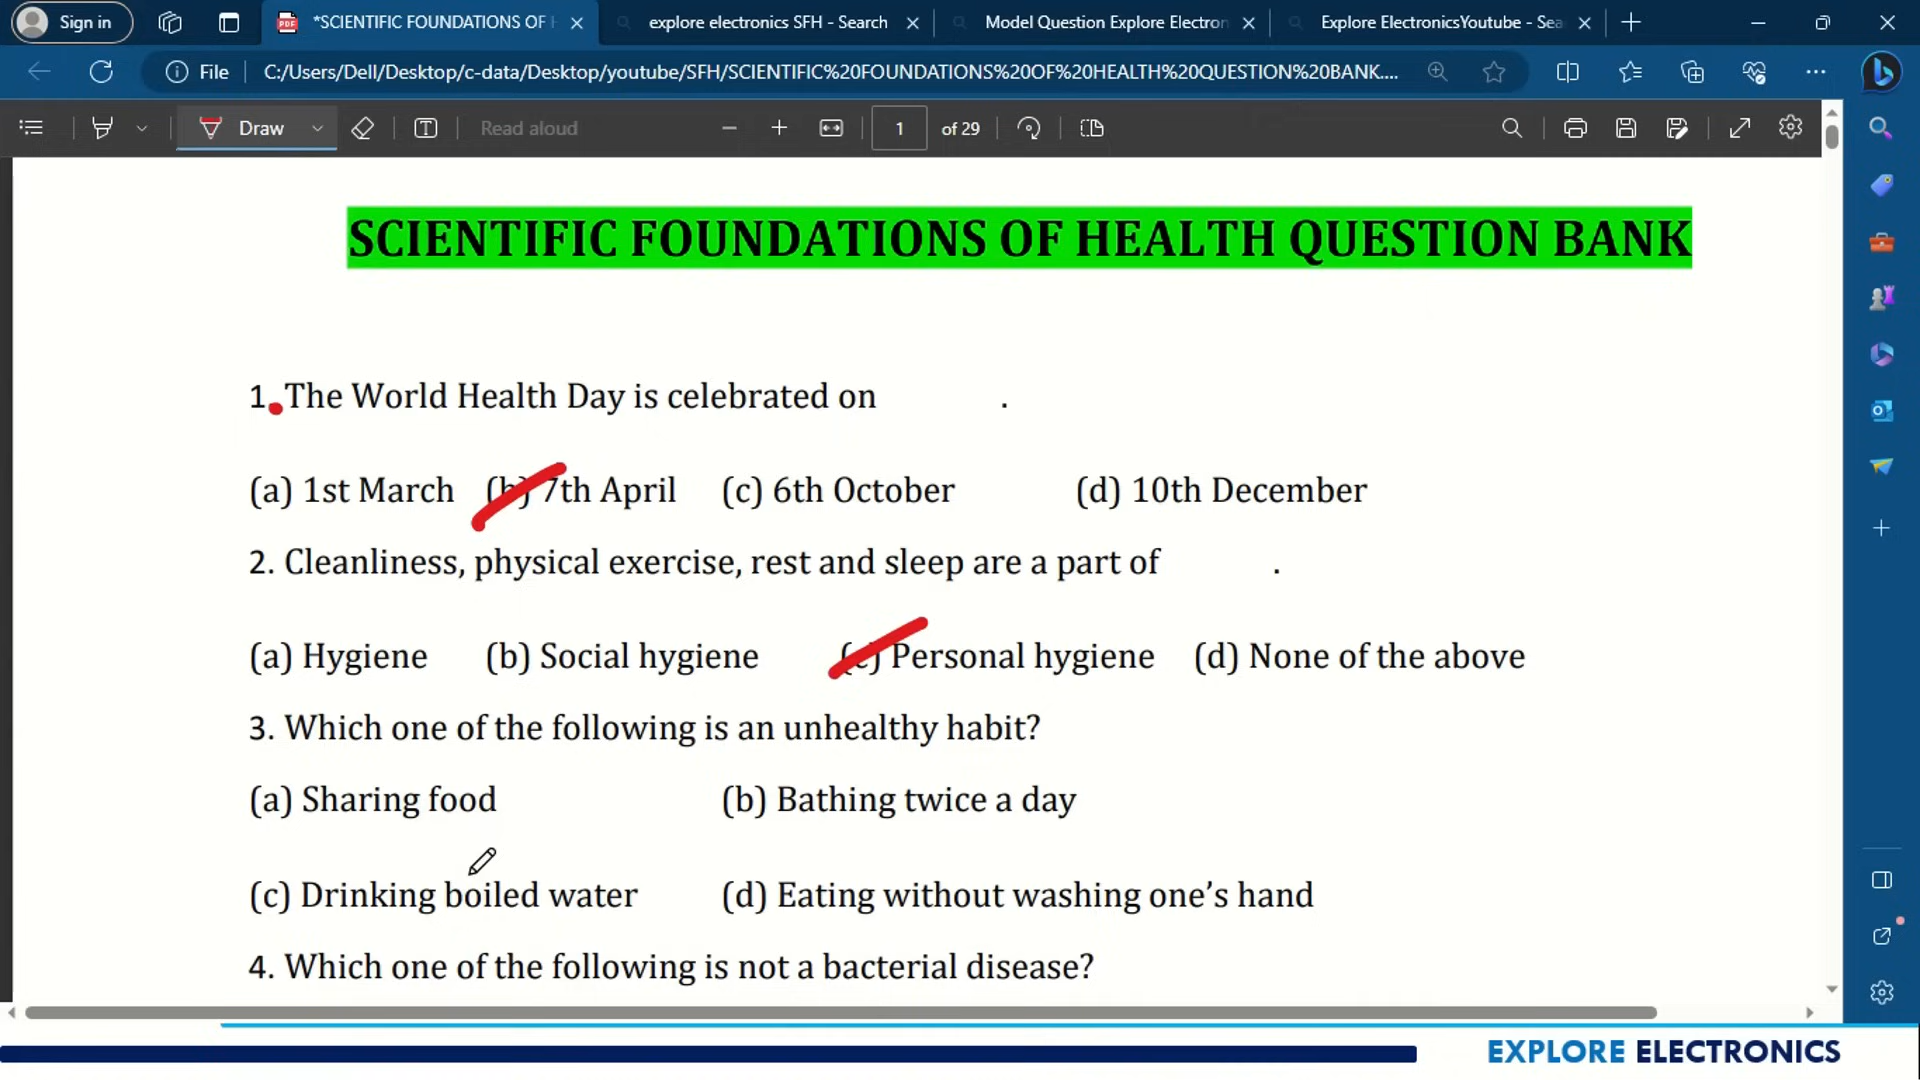 Sign in
*SCIENTIFIC FOUNDATIONS OF
explore electronics SFH - Search
Model Question Explore Electron
Explore ElectronicsYoutube - Sea
File
C:/Users/Dell/Desktop/c-data/Desktop/youtube/SFH/SCIENTIFIC%20FOUNDATIONS%20OF%20HEALTH%20QUESTION%20BANK....
Draw
Read aloud
1 of 29
SCIENTIFIC FOUNDATIONS OF HEALTH QUESTION BANK
1. The World Health Day is celebrated on .
(a) 1st March (b) 7th April (c) 6th October (d) 10th December
2. Cleanliness, physical exercise, rest and sleep are a part of .
(a) Hygiene (b) Social hygiene (c) Personal hygiene (d) None of the above
3. Which one of the following is an unhealthy habit?
(a) Sharing food (b) Bathing twice a day
(c) Drinking boiled water (d) Eating without washing one’s hand
4. Which one of the following is not a bacterial disease?
EXPLORE ELECTRONICS